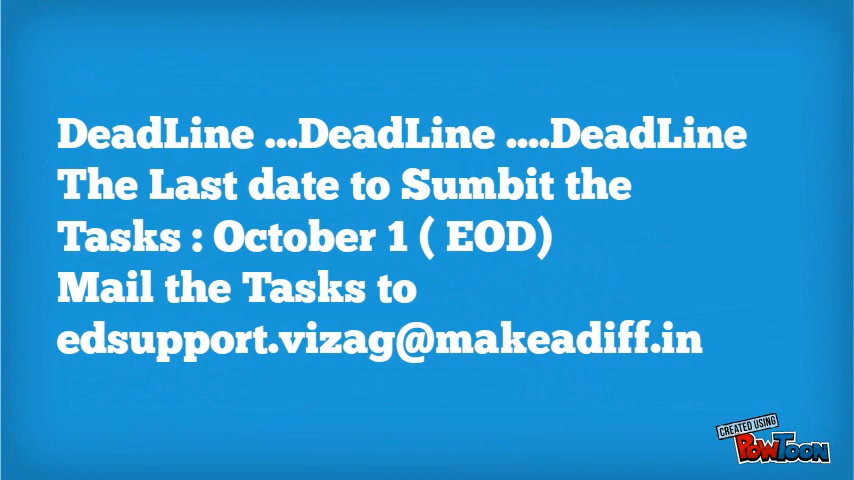 DeadLine ...DeadLine ....DeadLine
The Last date to Sumbit the
Tasks : October 1 ( EOD)
Mail the Tasks to
edsupport.vizag@makeadiff.in
CREATED USING
POWTOON